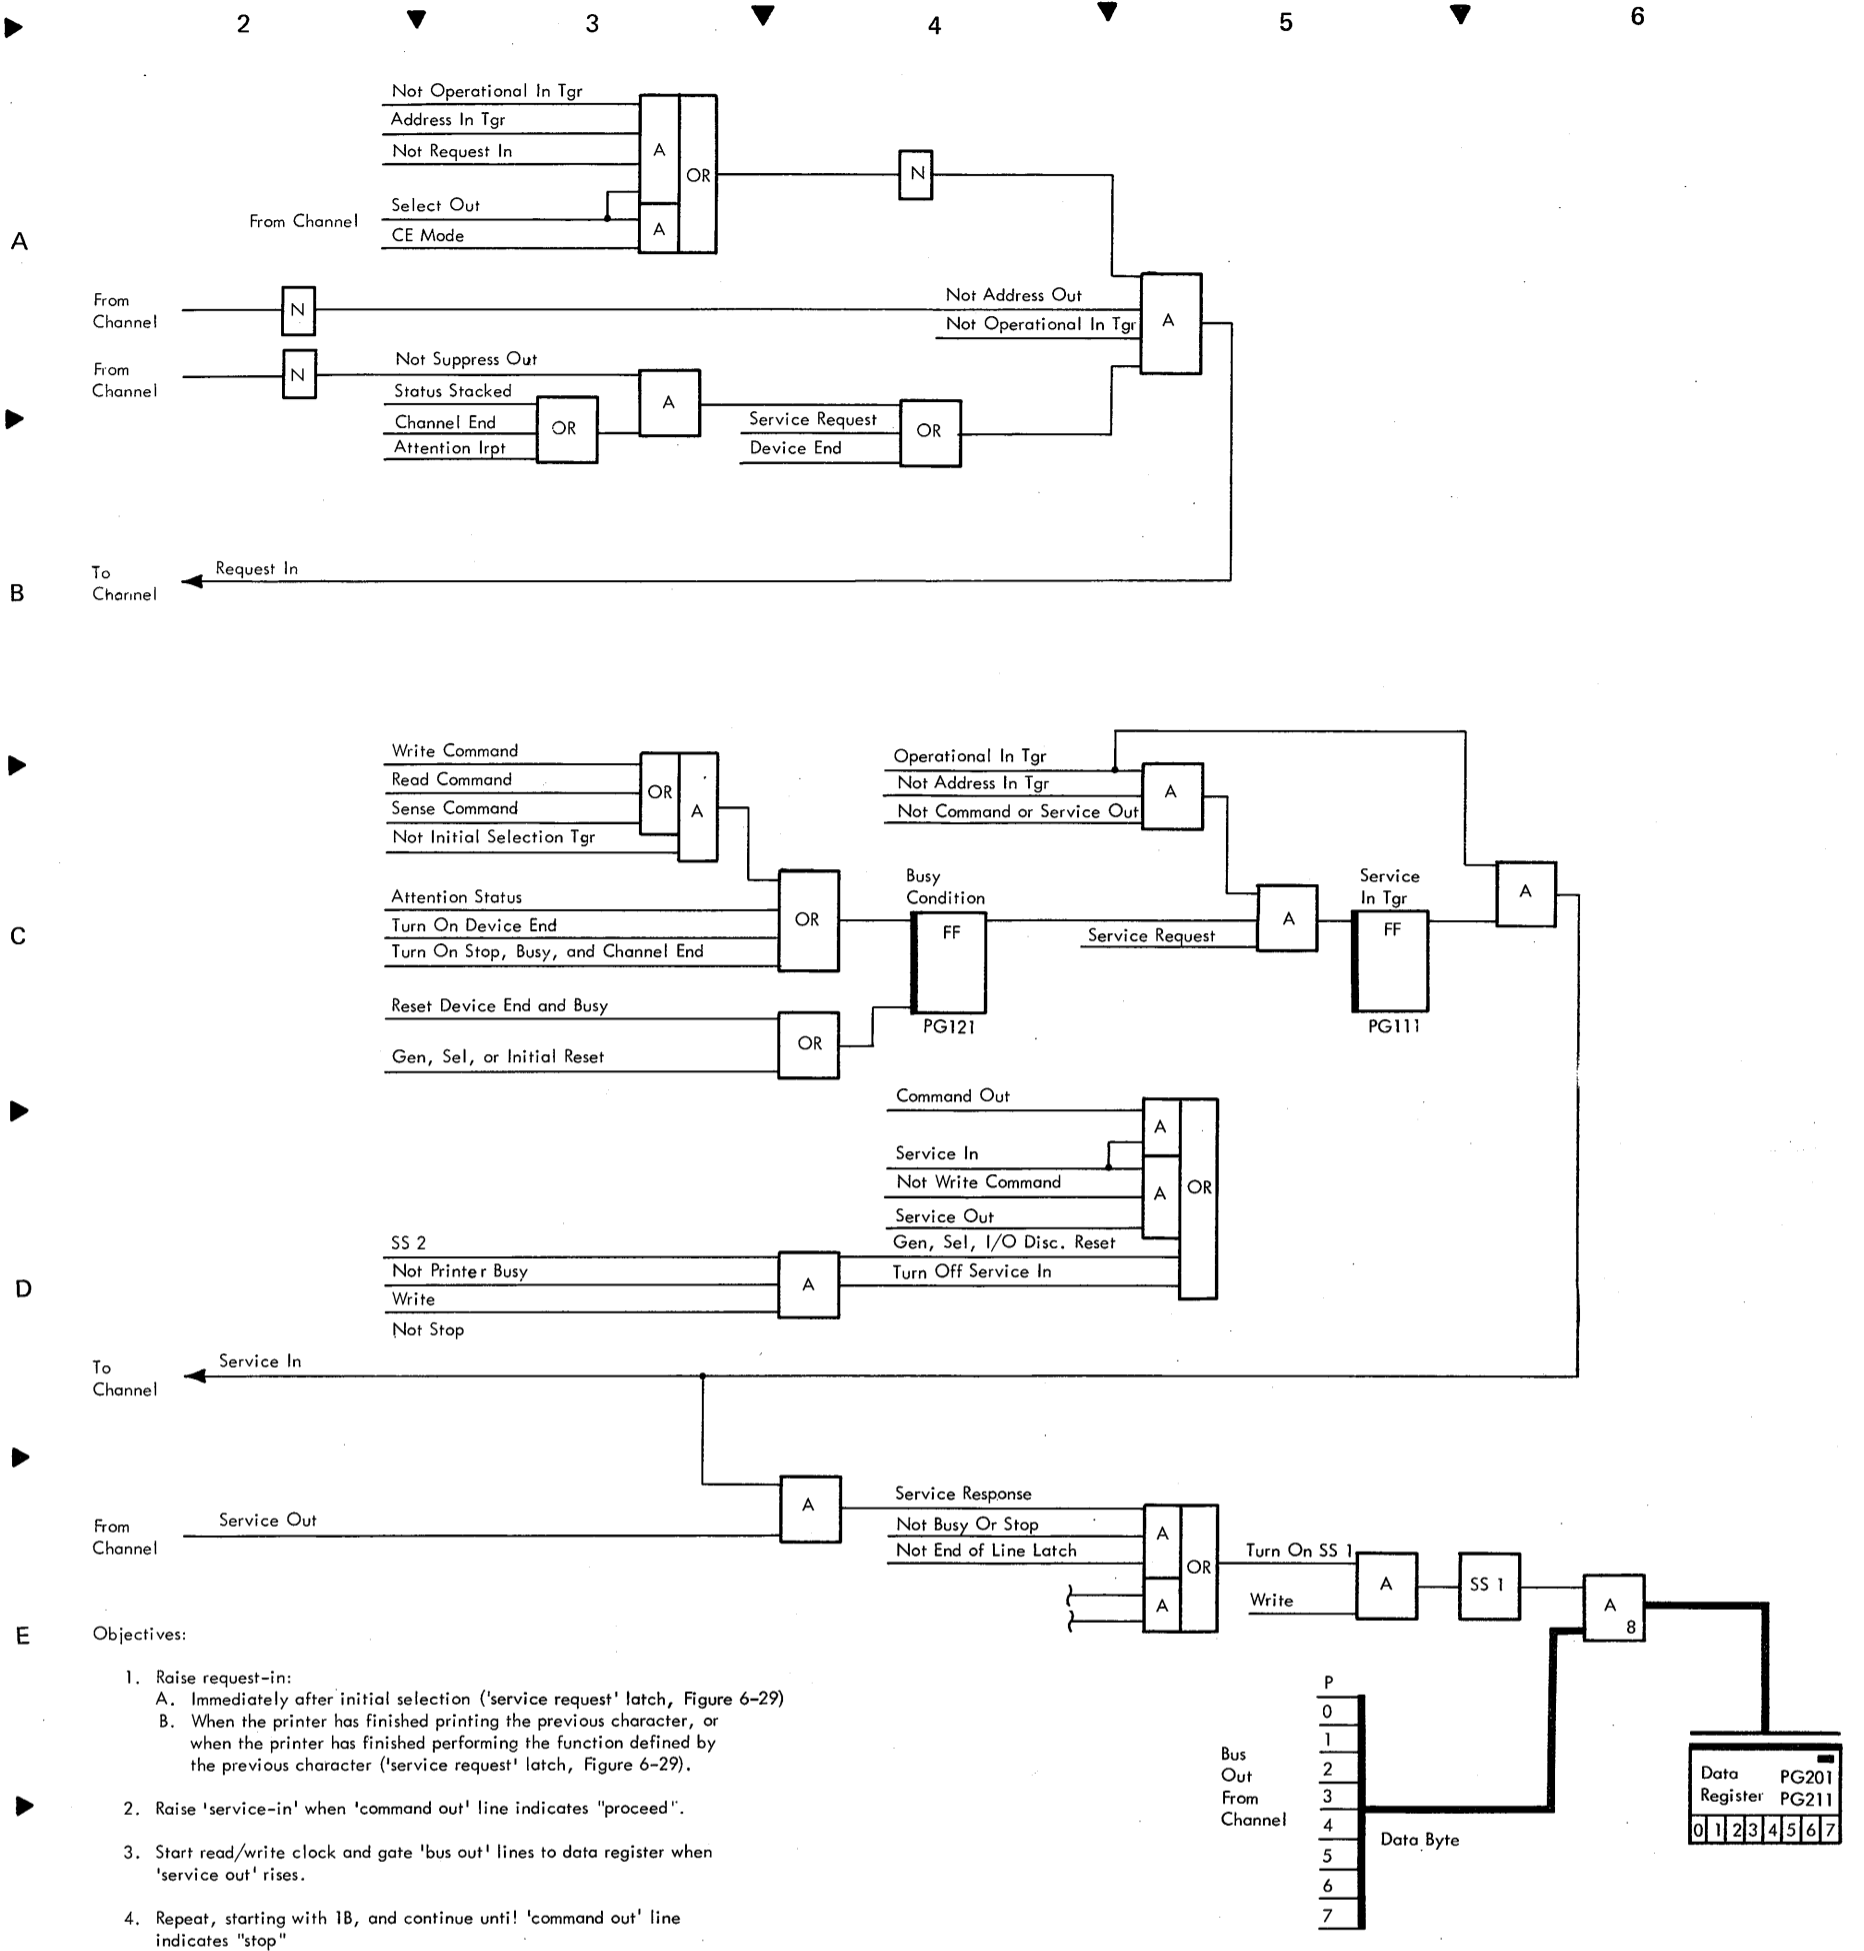 2 3 4 5 6
Not Operational In Tgr
Address In Tgr
Not Request In
A
OR
N
Select Out
From Channel
CE Mode
A
A
From
Channel
N
Not Address Out
Not Operational In Tgr
A
From
Channel
N
Not Suppress Out
Status Stacked
Channel End
Attention Irpt
OR
A
Service Request
Device End
OR
To
Channel
Request In
B
Write Command
Read Command
Sense Command
Not Initial Selection Tgr
OR
A
Operational In Tgr
Not Address In Tgr
Not Command or Service Out
A
Attention Status
Turn On Device End
Turn On Stop, Busy, and Channel End
OR
Busy
Condition
FF
PG121
Service Request
A
Service
In Tgr
FF
PG111
A
C
Reset Device End and Busy
Gen, Sel, or Initial Reset
OR
Command Out
A
Service In
Not Write Command
A
OR
Service Out
Gen, Sel, I/O Disc. Reset
Turn Off Service In
SS 2
Not Printer Busy
Write
Not Stop
A
D
To
Channel
Service In
From
Channel
Service Out
A
Service Response
Not Busy Or Stop
Not End of Line Latch
A
OR
A
Turn On SS 1
Write
A
SS 1
A
8
E
Objectives:
1. Raise request-in:
A. Immediately after initial selection ('service request' latch, Figure 6-29)
B. When the printer has finished printing the previous character, or
when the printer has finished performing the function defined by
the previous character ('service request' latch, Figure 6-29).
2. Raise 'service-in' when 'command out' line indicates "proceed".
3. Start read/write clock and gate 'bus out' lines to data register when
'service out' rises.
4. Repeat, starting with 1B, and continue until 'command out' line
indicates "stop"
Bus
Out
From
Channel
P
0
1
2
3
4
5
6
7
Data Byte
Data PG201
Register PG211
0 1 2 3 4 5 6 7